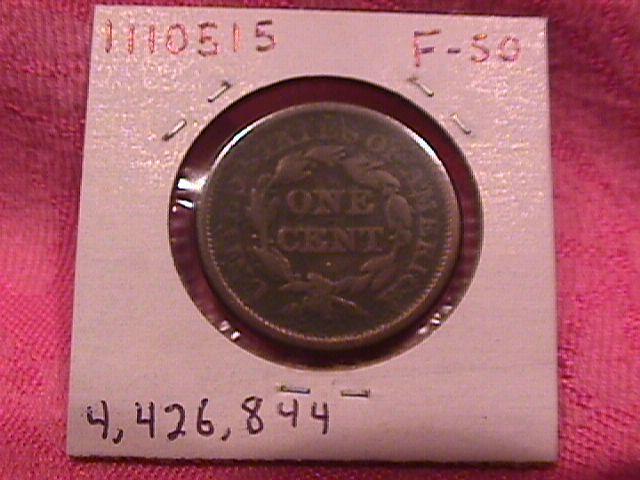 1110515 F-50
UNITED STATES OF AMERICA
ONE
CENT
4,426,844